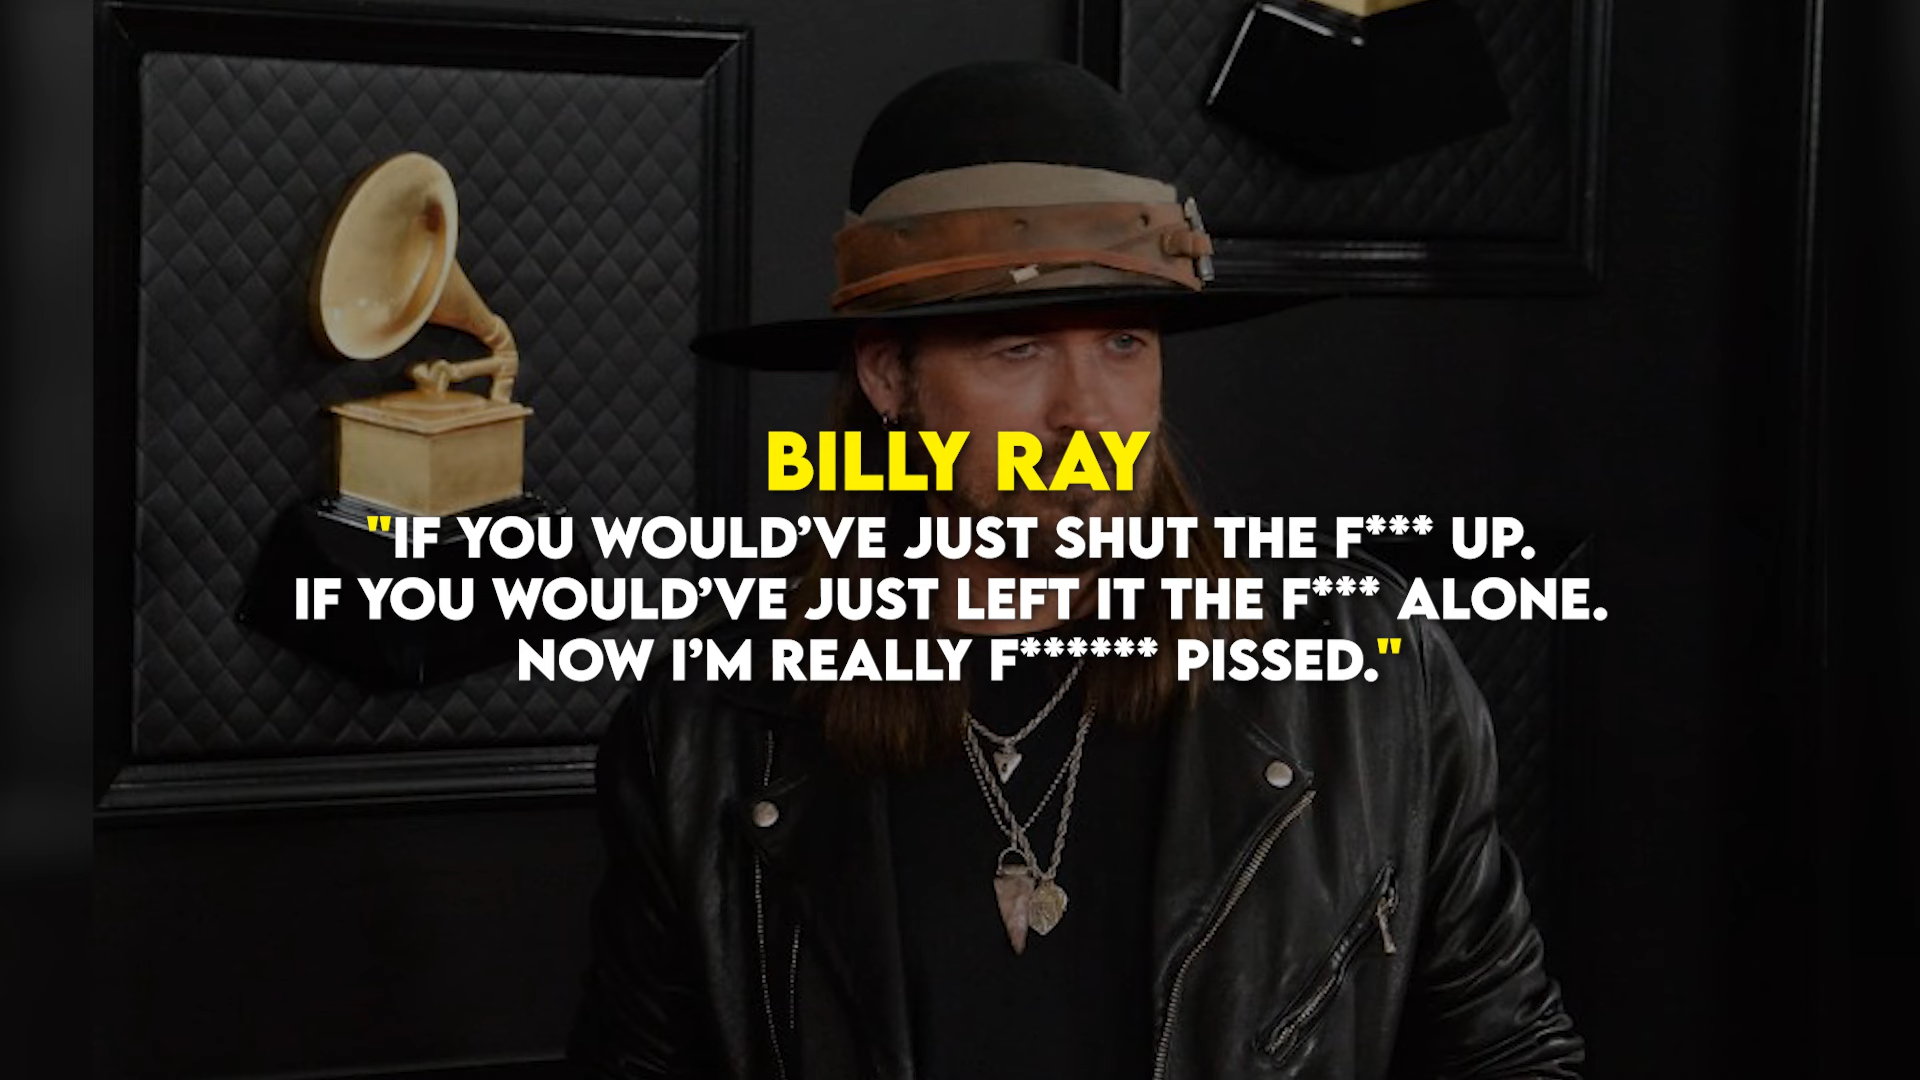 BILLY RAY
"IF YOU WOULD’VE JUST SHUT THE F*** UP.
IF YOU WOULD’VE JUST LEFT IT THE F*** ALONE.
NOW I’M REALLY F****** PISSED."